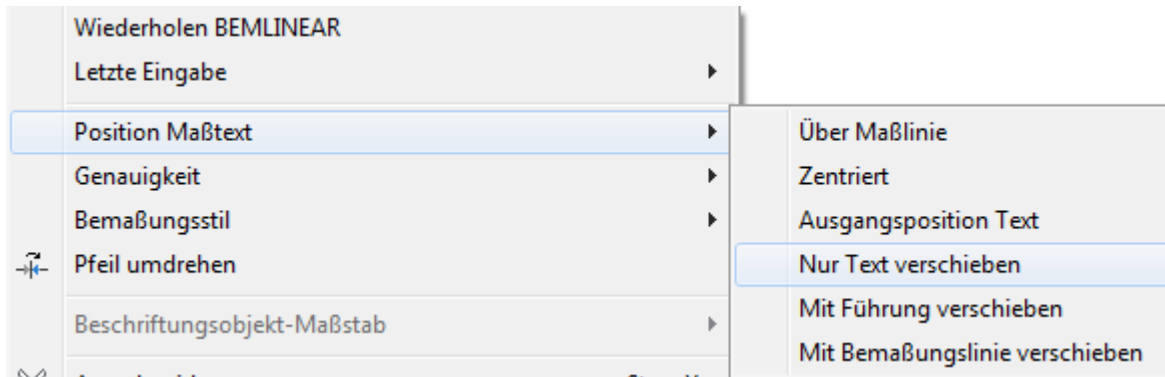 Wiederholen BEMLINEAR
Letzte Eingabe
Position Maßtext
Genauigkeit
Bemaßungsstil
Pfeil umdrehen
Beschriftungsobjekt-Maßstab
Über Maßlinie
Zentriert
Ausgangsposition Text
Nur Text verschieben
Mit Führung verschieben
Mit Bemaßungslinie verschieben